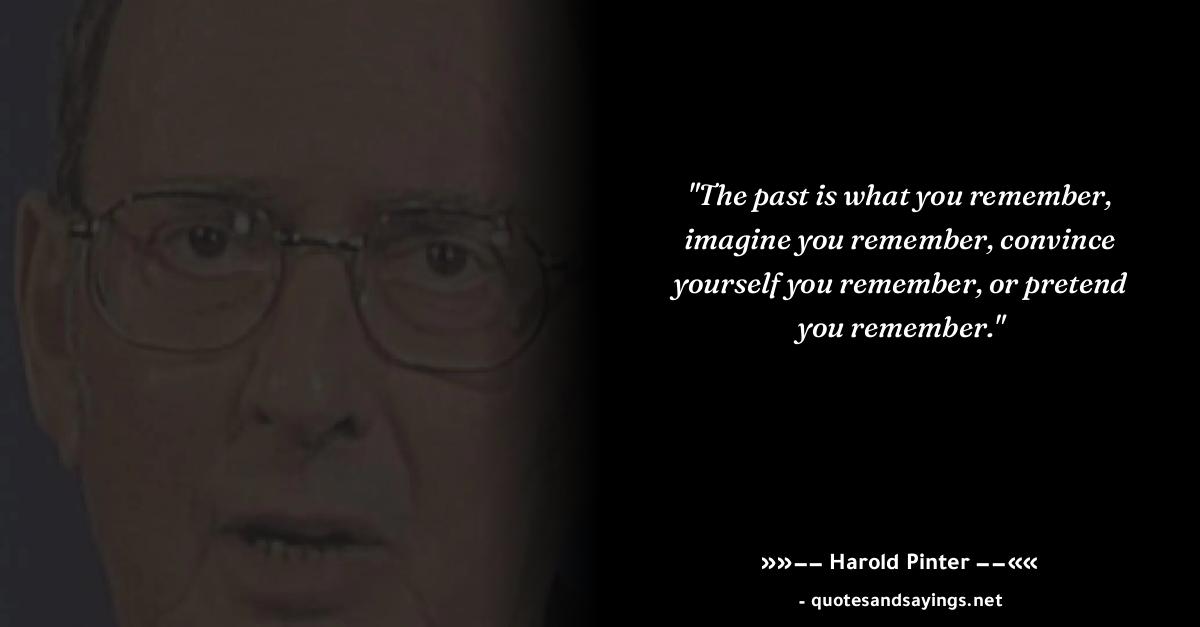 "The past is what you remember,
imagine you remember, convince
yourself you remember, or pretend
you remember."
»»–– Harold Pinter ––««
- quotesandsayings.net